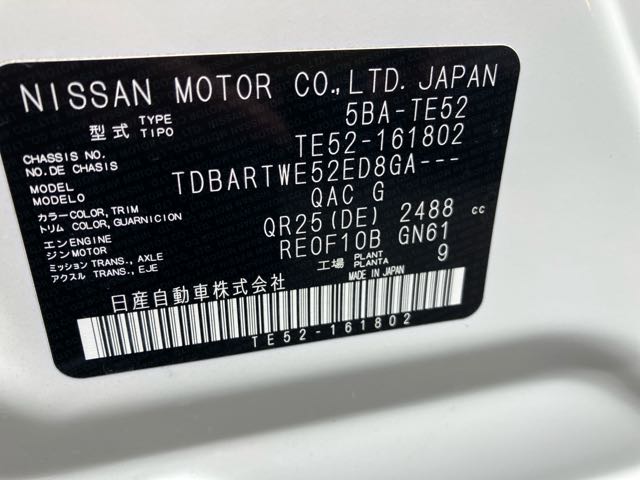 NISSAN MOTOR CO.,LTD. JAPAN
型式 TYPE TIPO 5BA-TE52
CHASSIS NO. NO.DE CHASSIS TE52-161802
MODEL MODELO TDBARTWE52ED8GA---
カラー COLOR, TRIM トリム COLOR, GUARNICION QAC G
エンジン ENGINE MOTOR QR25(DE) 2488 cc
ミッション TRANS., AXLE アクスル TRANS., EJE RE0F10B GN61
工場 PLANT PLANTA 9
日産自動車株式会社 MADE IN JAPAN
TE52-161802